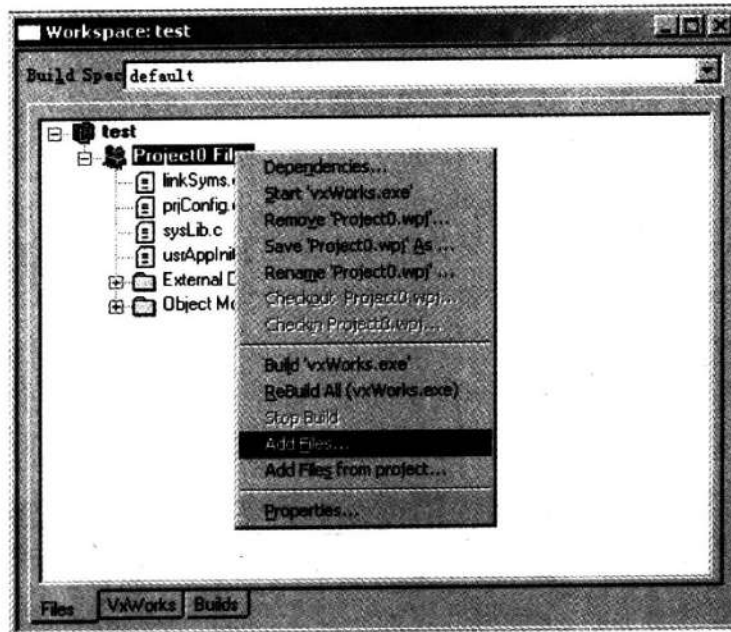 Workspace: test
Build Spec default
test
Project0 Fil
linkSyms.
prjConfig.
sysLib.c
usrAppInit
External D
Object Mo
Dependencies...
Start 'vxWorks.exe'
Remove 'Project0.wpj'...
Save 'Project0.wpj' As ...
Rename 'Project0.wpj' ...
Checkout Project0.wpj...
Checkin Project0.wpj...
Build 'vxWorks.exe'
ReBuild All (vxWorks.exe)
Stop Build
Add Files...
Add Files from project...
Properties...
Files VxWorks Builds